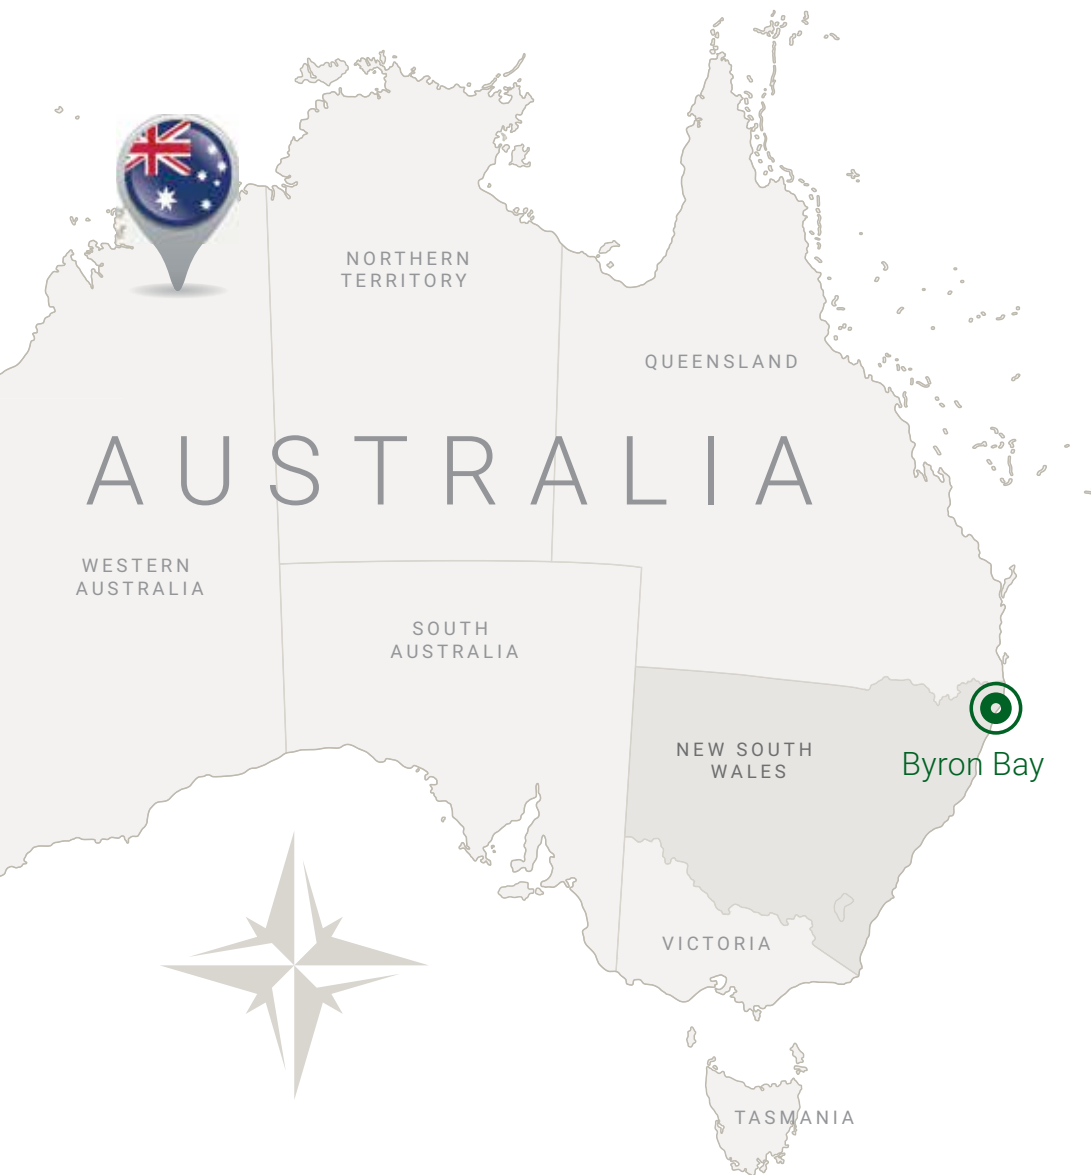 NORTHERN
TERRITORY
QUEENSLAND
AUSTRALIA
WESTERN
AUSTRALIA
SOUTH
AUSTRALIA
NEW SOUTH
WALES
Byron Bay
VICTORIA
TASMANIA